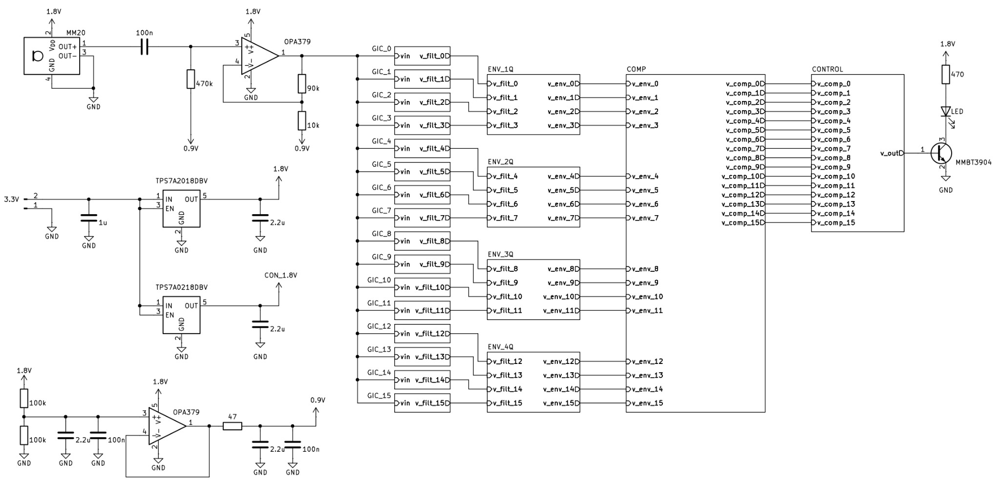 1.8V
MM20
2
VDD
OUT+
OUT-
GND
1
3
4
GND
100n
470k
0.9V
1.8V
OPA379
5
3
4
V+
V-
+
-
2
1
GND
90k
10k
0.9V
3.3V
2
1
GND
1u
GND
TPS7A2018DBV
1
3
IN
EN
OUT
GND
5
2
GND
1.8V
2.2u
GND
TPS7A0218DBV
1
3
IN
EN
OUT
GND
5
2
GND
CON_1.8V
2.2u
GND
1.8V
100k
100k
GND
2.2u
GND
100n
GND
1.8V
OPA379
5
3
4
V+
V-
+
-
2
1
GND
47
2.2u
GND
100n
GND
0.9V
GIC_0
vin v_filt_0
GIC_1
vin v_filt_1
GIC_2
vin v_filt_2
GIC_3
vin v_filt_3
GIC_4
vin v_filt_4
GIC_5
vin v_filt_5
GIC_6
vin v_filt_6
GIC_7
vin v_filt_7
GIC_8
vin v_filt_8
GIC_9
vin v_filt_9
GIC_10
vin v_filt_10
GIC_11
vin v_filt_11
GIC_12
vin v_filt_12
GIC_13
vin v_filt_13
GIC_14
vin v_filt_14
GIC_15
vin v_filt_15
ENV_1Q
v_filt_0 v_env_0
v_filt_1 v_env_1
v_filt_2 v_env_2
v_filt_3 v_env_3
ENV_2Q
v_filt_4 v_env_4
v_filt_5 v_env_5
v_filt_6 v_env_6
v_filt_7 v_env_7
ENV_3Q
v_filt_8 v_env_8
v_filt_9 v_env_9
v_filt_10 v_env_10
v_filt_11 v_env_11
ENV_4Q
v_filt_12 v_env_12
v_filt_13 v_env_13
v_filt_14 v_env_14
v_filt_15 v_env_15
COMP
v_env_0
v_env_1
v_env_2
v_env_3
v_env_4
v_env_5
v_env_6
v_env_7
v_env_8
v_env_9
v_env_10
v_env_11
v_env_12
v_env_13
v_env_14
v_env_15
v_comp_0
v_comp_1
v_comp_2
v_comp_3
v_comp_4
v_comp_5
v_comp_6
v_comp_7
v_comp_8
v_comp_9
v_comp_10
v_comp_11
v_comp_12
v_comp_13
v_comp_14
v_comp_15
CONTROL
v_comp_0
v_comp_1
v_comp_2
v_comp_3
v_comp_4
v_comp_5
v_comp_6
v_comp_7
v_comp_8
v_comp_9
v_comp_10
v_comp_11
v_comp_12
v_comp_13
v_comp_14
v_comp_15
v_out
1.8V
470
LED
3
1
2
MMBT3904
GND